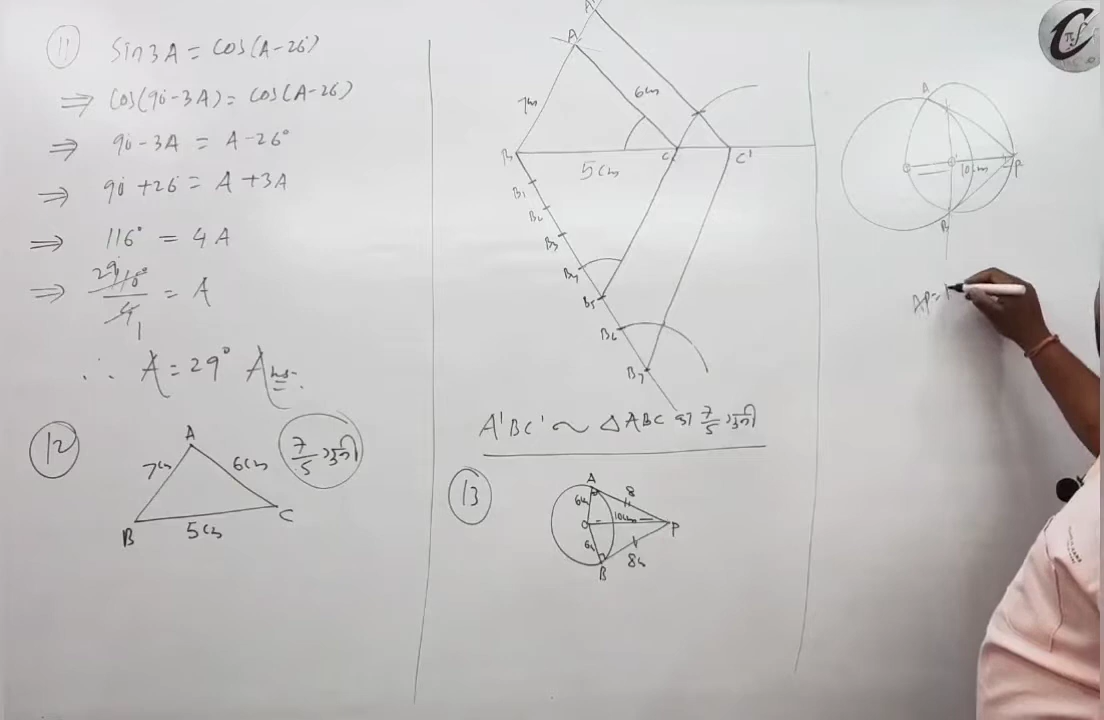 11
Sin3A = cos(A-26°)
⇒ cos(90°-3A) = cos(A-26°)
⇒ 90°-3A = A-26°
⇒ 90°+26° = A+3A
⇒ 116° = 4A
⇒ 29 116°/4 1 = A
∴ A = 29° Ans.
12
A
7cm
6cm
B
5cm
C
7/5 गुनी
A'
A
7cm
6cm
B
5cm
C
C'
B1
B2
B3
B4
B5
B6
B7
A'BC' ~ △ABC का 7/5 गुनी
13
A
6cm
8
O
10cm
P
6cm
8cm
B
A
O
O'
10cm
P
B
AP=